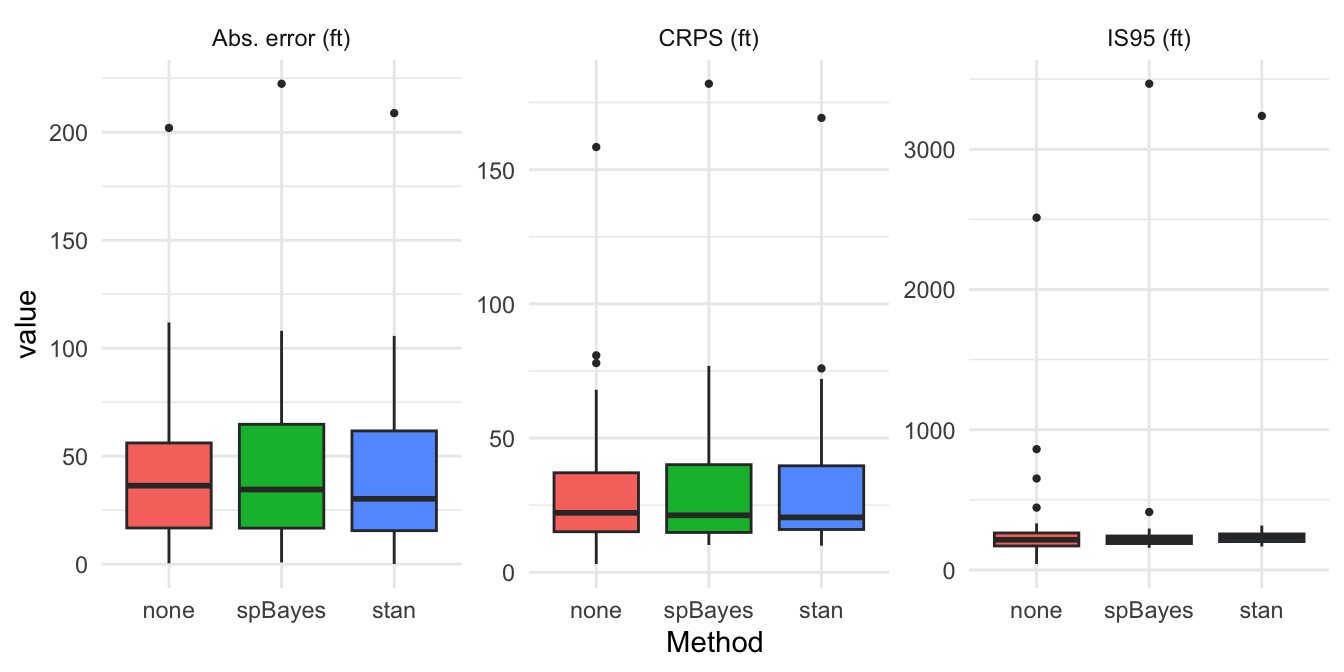 Abs. error (ft)
CRPS (ft)
IS95 (ft)
value
200
150
100
50
0
150
100
50
0
3000
2000
1000
0
none spBayes stan
none spBayes stan
none spBayes stan
Method